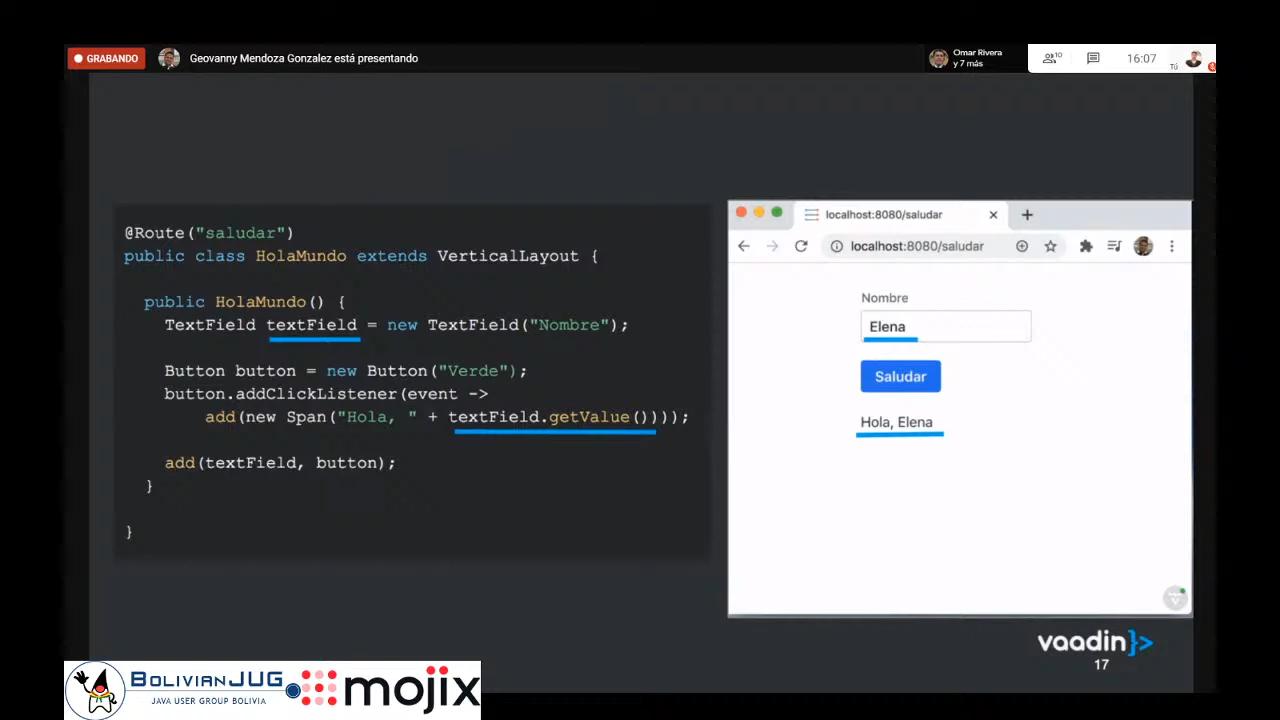 GRABANDO
Geovanny Mendoza Gonzalez está presentando
Omar Rivera
y 7 más
10
16:07
Tú
@Route("saludar")
public class HolaMundo extends VerticalLayout {
public HolaMundo() {
TextField textField = new TextField("Nombre");
Button button = new Button("Verde");
button.addClickListener(event ->
add(new Span("Hola, " + textField.getValue())));
add(textField, button);
}
}
localhost:8080/saludar
localhost:8080/saludar
Nombre
Elena
Saludar
Hola, Elena
vaadin}>
17
BOLIVIANJUG
JAVA USER GROUP BOLIVIA
mojix